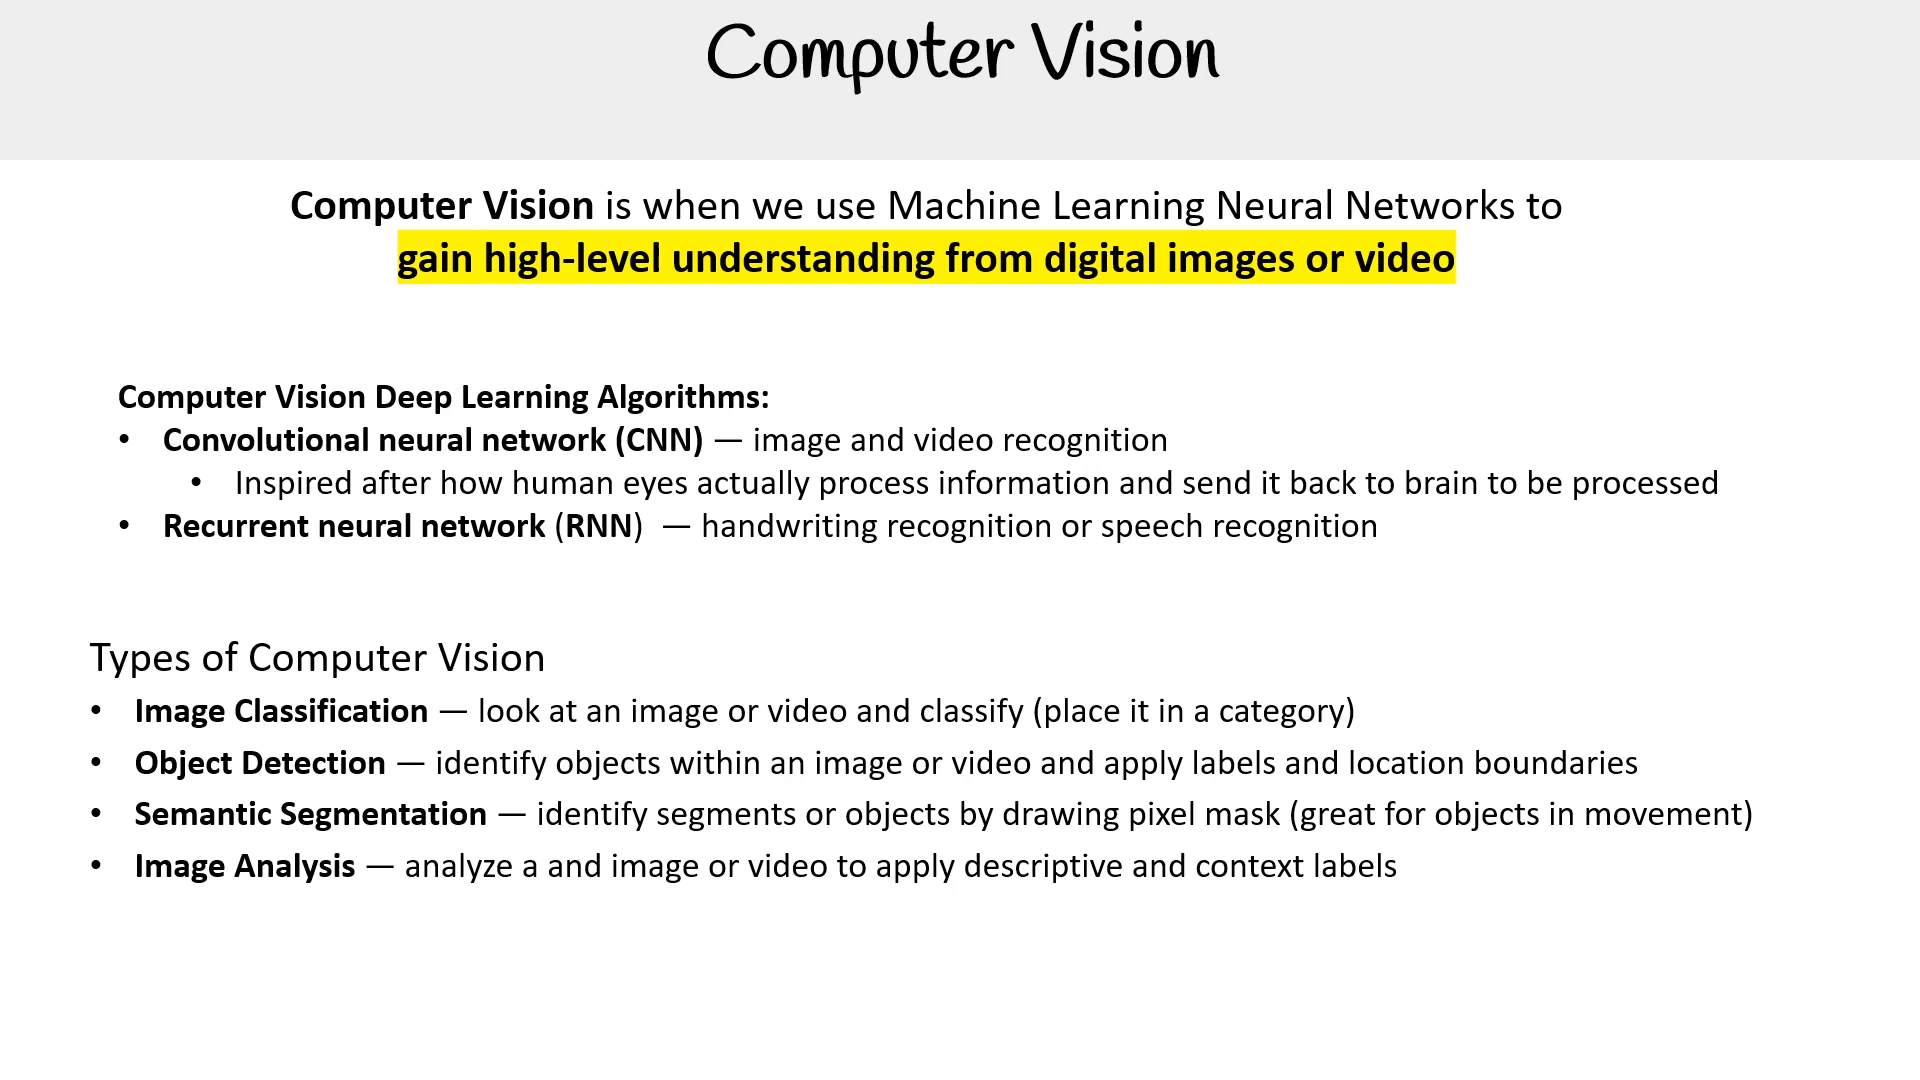 Computer Vision
Computer Vision is when we use Machine Learning Neural Networks to
gain high-level understanding from digital images or video
Computer Vision Deep Learning Algorithms:
• Convolutional neural network (CNN) — image and video recognition
• Inspired after how human eyes actually process information and send it back to brain to be processed
• Recurrent neural network (RNN) — handwriting recognition or speech recognition
Types of Computer Vision
• Image Classification — look at an image or video and classify (place it in a category)
• Object Detection — identify objects within an image or video and apply labels and location boundaries
• Semantic Segmentation — identify segments or objects by drawing pixel mask (great for objects in movement)
• Image Analysis — analyze a and image or video to apply descriptive and context labels